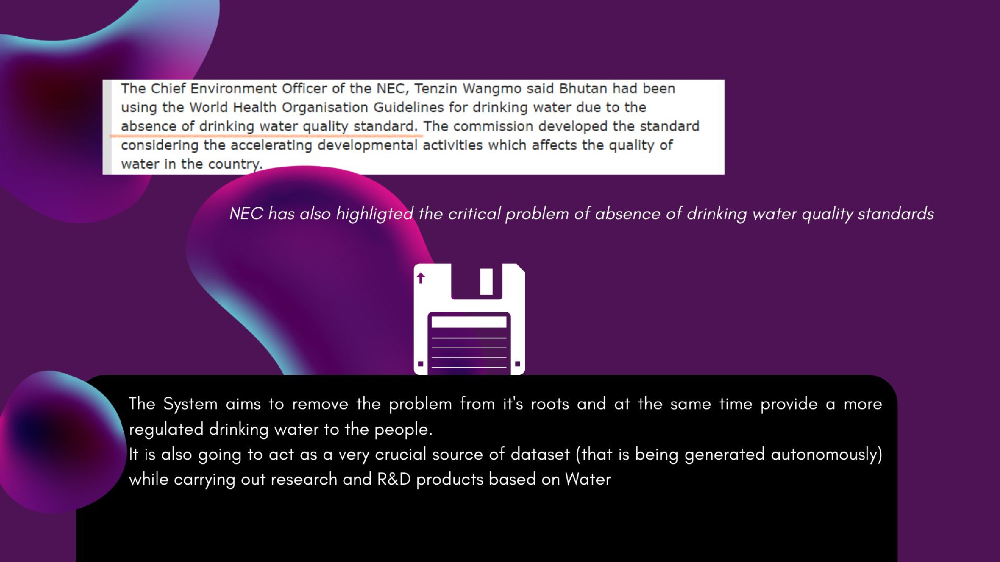 The Chief Environment Officer of the NEC, Tenzin Wangmo said Bhutan had been
using the World Health Organisation Guidelines for drinking water due to the
absence of drinking water quality standard. The commission developed the standard
considering the accelerating developmental activities which affects the quality of
water in the country.
NEC has also highligted the critical problem of absence of drinking water quality standards
The System aims to remove the problem from it's roots and at the same time provide a more
regulated drinking water to the people.
It is also going to act as a very crucial source of dataset (that is being generated autonomously)
while carrying out research and R&D products based on Water